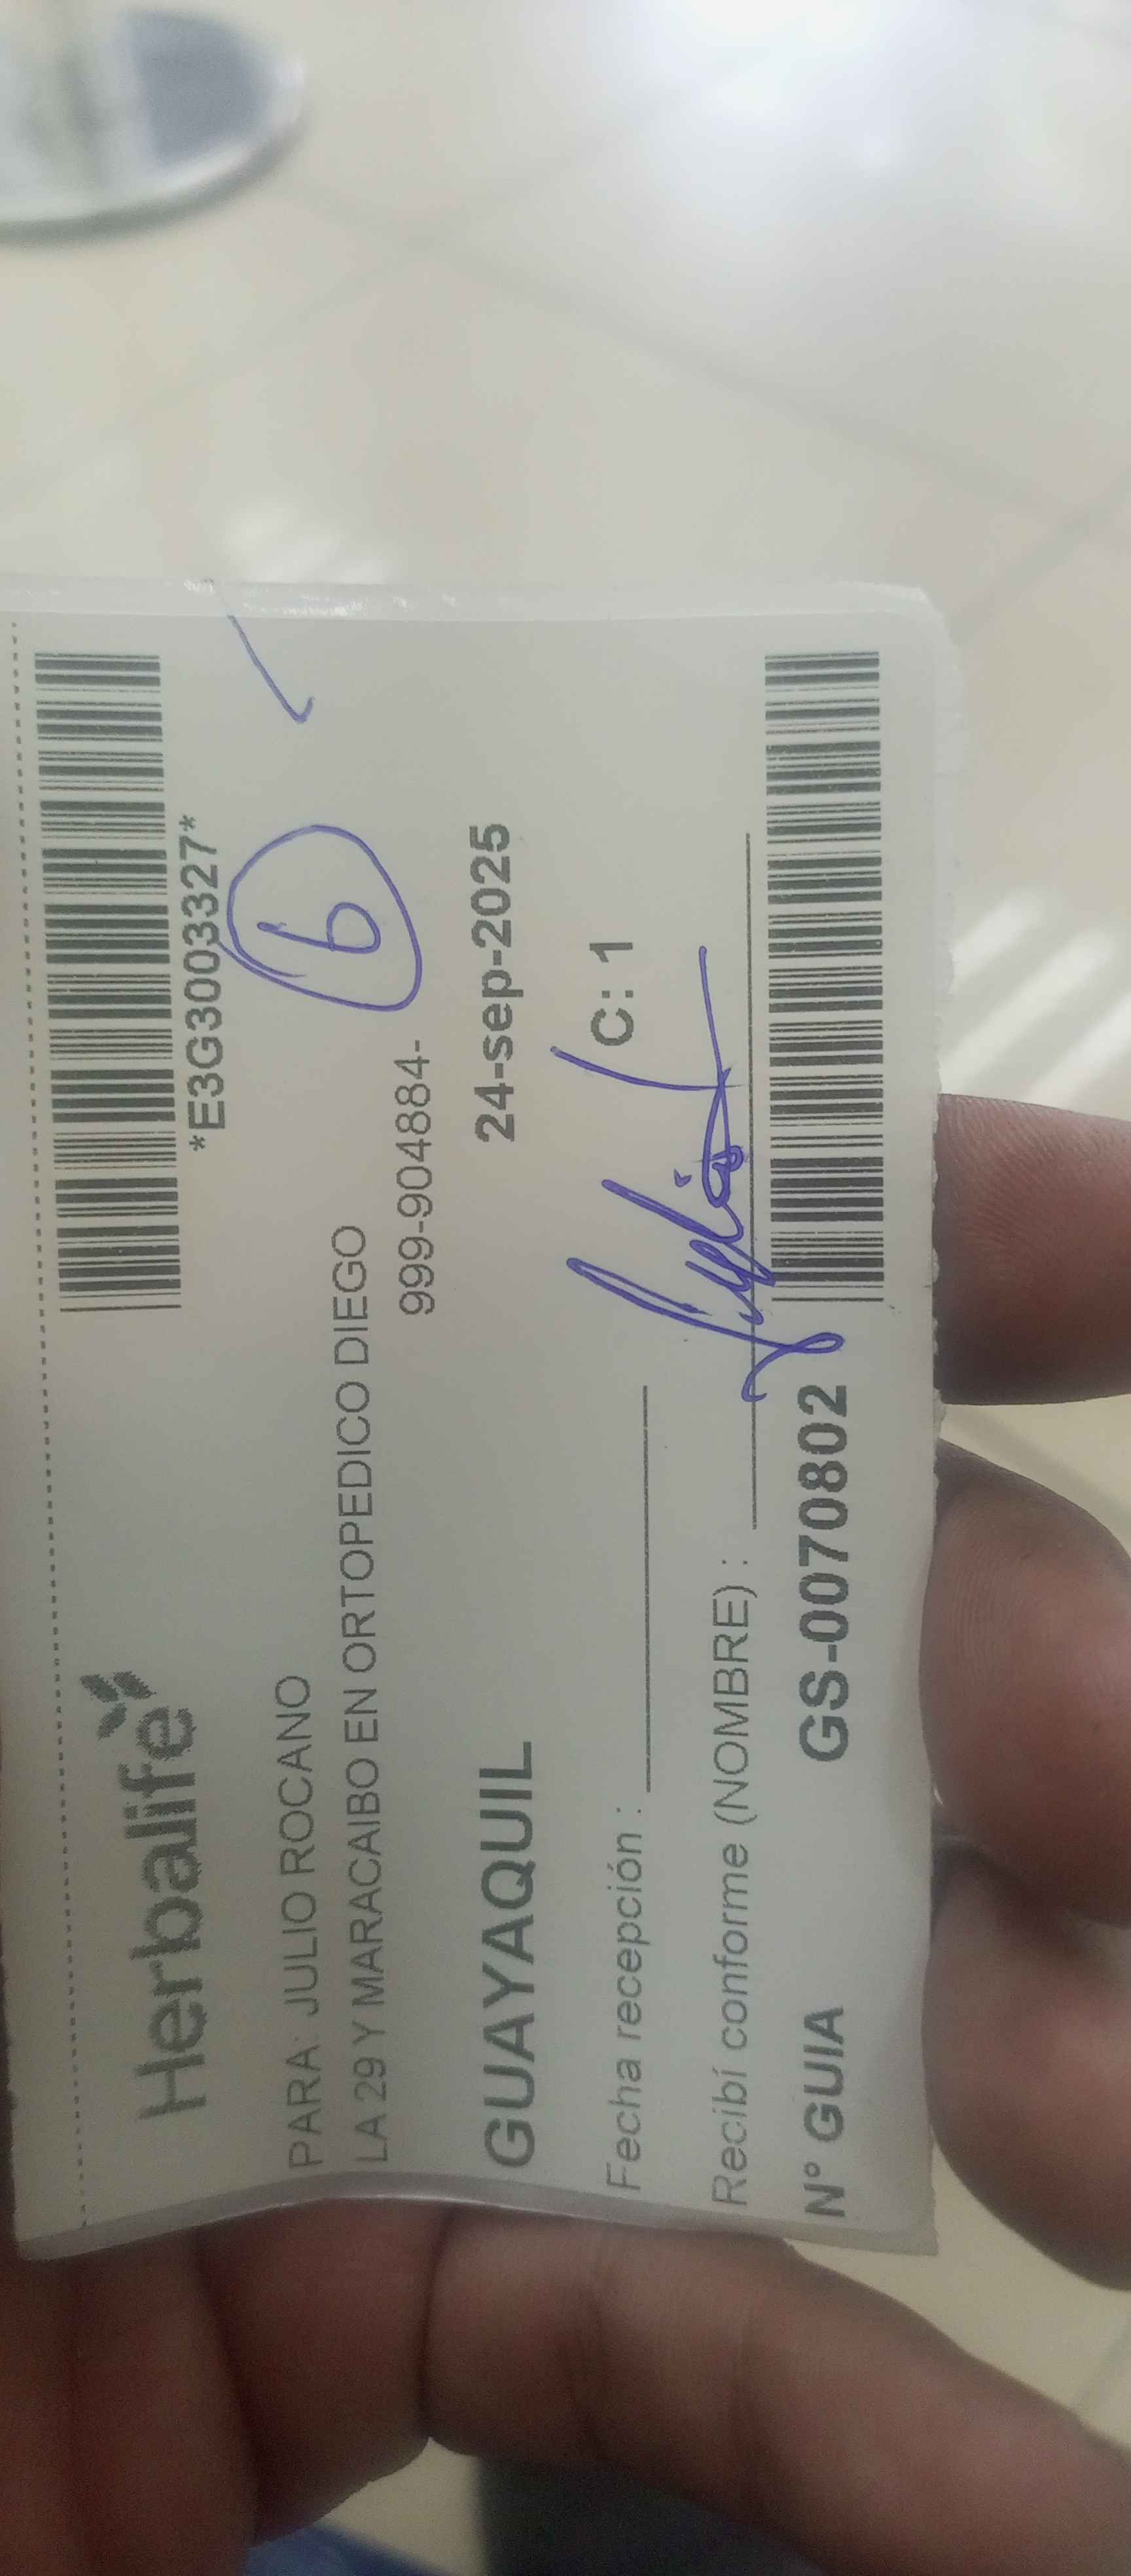 *E3G3003327*
Herbalife
PARA: JULIO ROCANO
6
LA 29 Y MARACAIBO EN ORTOPEDICO DIEGO
999-904884-
GUAYAQUIL 24-sep-2025
Fecha recepción : C: 1
Recibí conforme (NOMBRE) :
N° GUIA GS-0070802